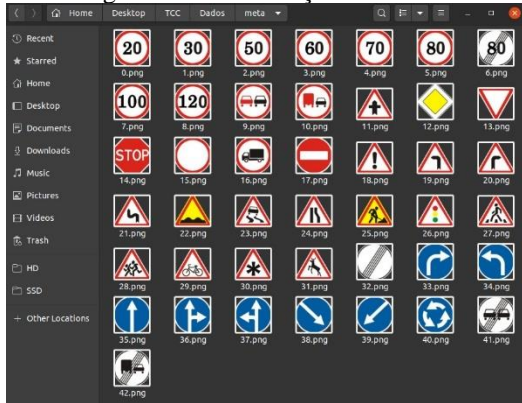 Home Desktop TCC Dados meta
Recent
Starred
Home
Desktop
Documents
Downloads
Music
Pictures
Videos
Trash
HD
SSD
+ Other Locations
20 30 50 60 70 80 80
0.png 1.png 2.png 3.png 4.png 5.png 6.png
100 120
7.png 8.png 9.png 10.png 11.png 12.png 13.png
STOP
14.png 15.png 16.png 17.png 18.png 19.png 20.png
21.png 22.png 23.png 24.png 25.png 26.png 27.png
28.png 29.png 30.png 31.png 32.png 33.png 34.png
35.png 36.png 37.png 38.png 39.png 40.png 41.png
42.png